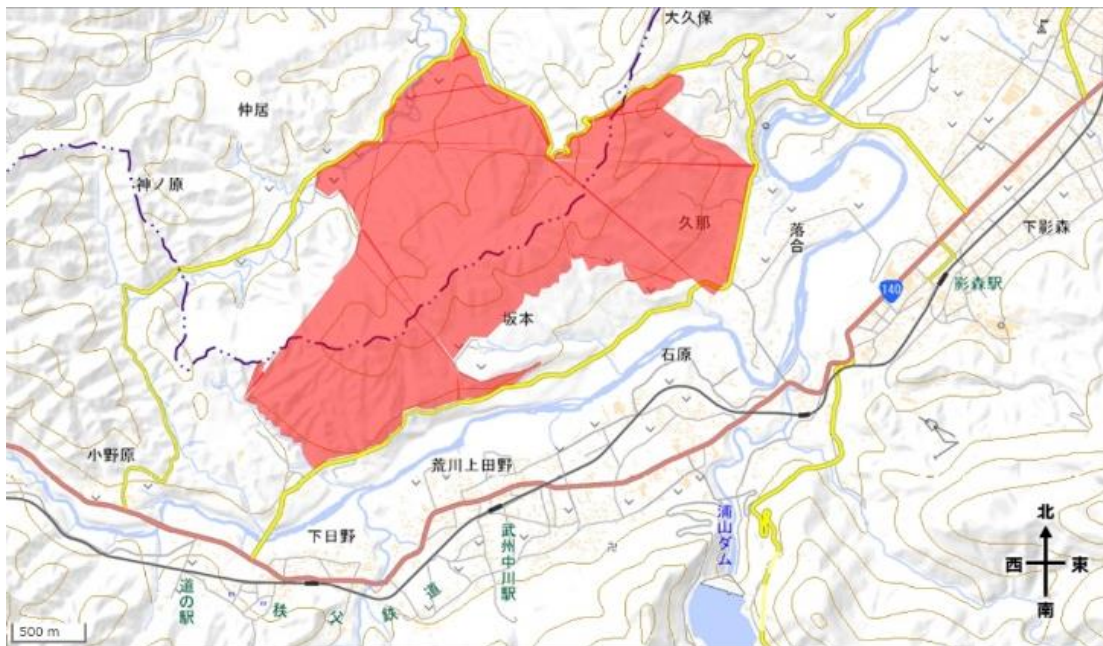 大久保
仲居
神ノ原
久那
落合
下影森
影森駅
140
坂本
石原
小野原
荒川上田野
下日野
武州中川駅
浦山ダム
道の駅
秩父鉄道
北
西
東
南
500 m